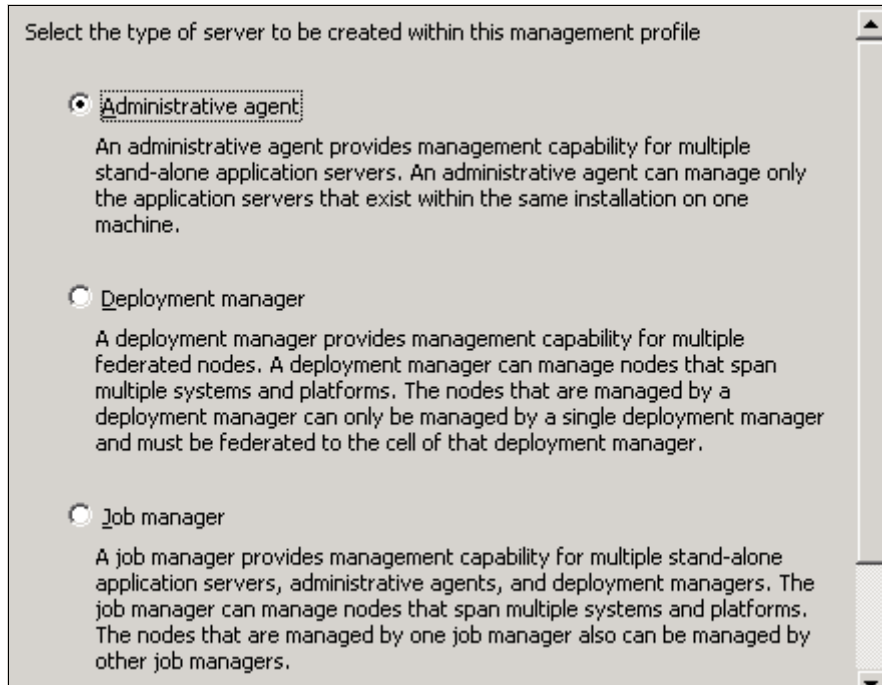 Select the type of server to be created within this management profile
Administrative agent
An administrative agent provides management capability for multiple
stand-alone application servers. An administrative agent can manage only
the application servers that exist within the same installation on one
machine.
Deployment manager
A deployment manager provides management capability for multiple
federated nodes. A deployment manager can manage nodes that span
multiple systems and platforms. The nodes that are managed by a
deployment manager can only be managed by a single deployment manager
and must be federated to the cell of that deployment manager.
Job manager
A job manager provides management capability for multiple stand-alone
application servers, administrative agents, and deployment managers. The
job manager can manage nodes that span multiple systems and platforms.
The nodes that are managed by one job manager also can be managed by
other job managers.